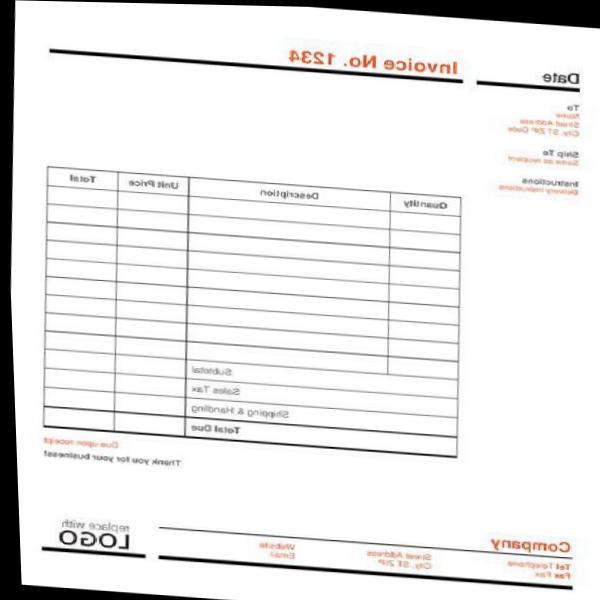 Date
Invoice No. 1234
To
Name
Street Address
City, ST ZIP Code
Ship To
Same as recipient
Instructions
Delivery Instructions
Quantity Description Unit Price Total
Subtotal
Sales Tax
Shipping & Handling
Total Due
Due upon receipt
Thank you for your business!
Company
Tel Telephone
Fax Fax
Street Address
City, ST ZIP
Website
Email
replace with
LOGO